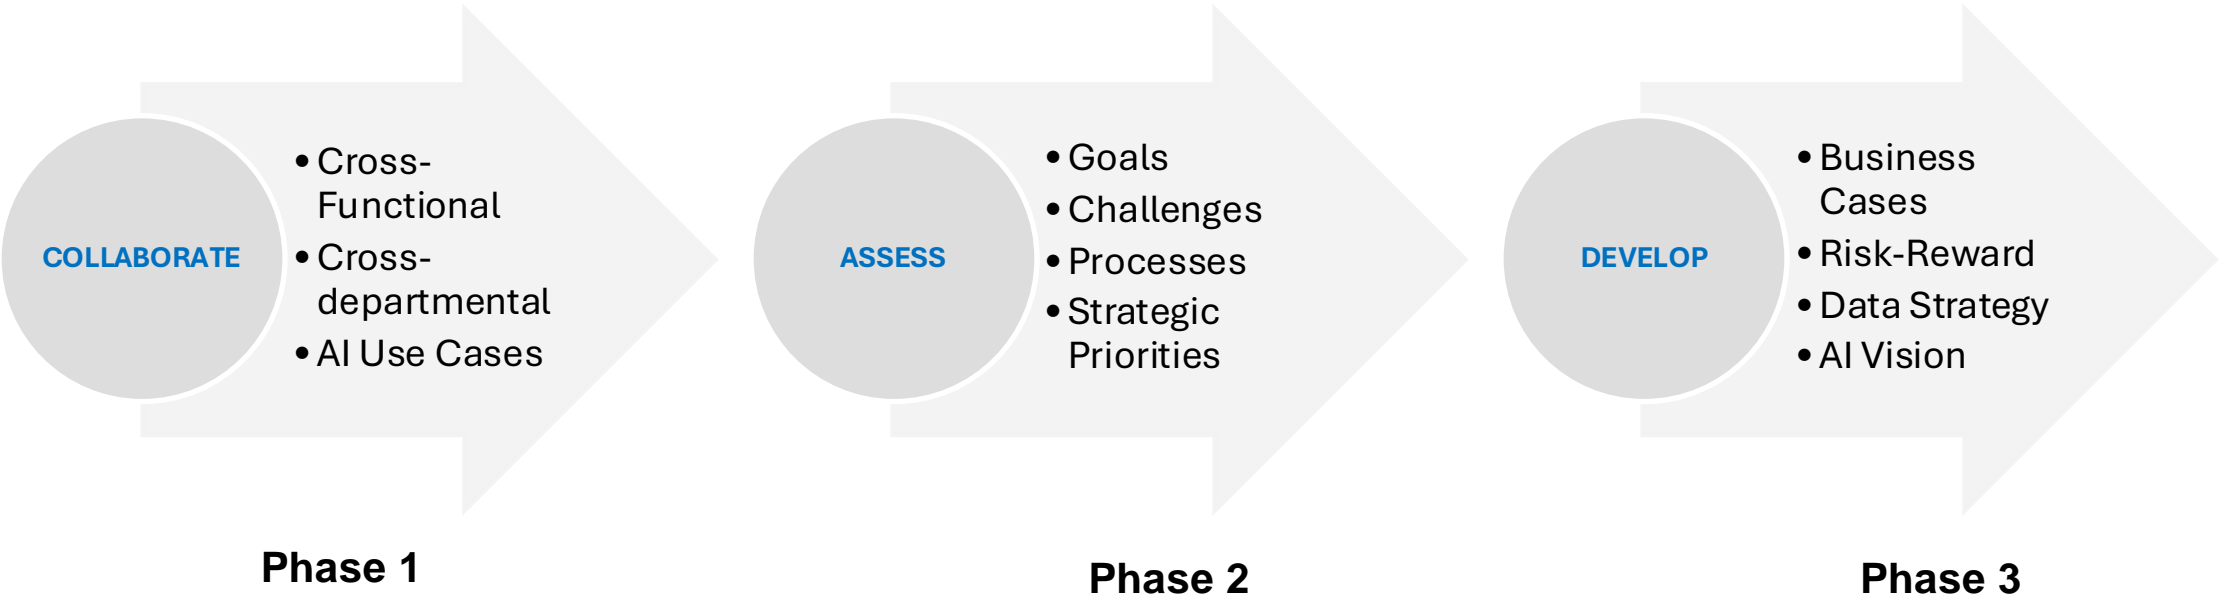 COLLABORATE
•Cross-
Functional
•Cross-
departmental
•AI Use Cases
Phase 1
ASSESS
•Goals
•Challenges
•Processes
•Strategic
Priorities
Phase 2
DEVELOP
•Business
Cases
•Risk-Reward
•Data Strategy
•AI Vision
Phase 3